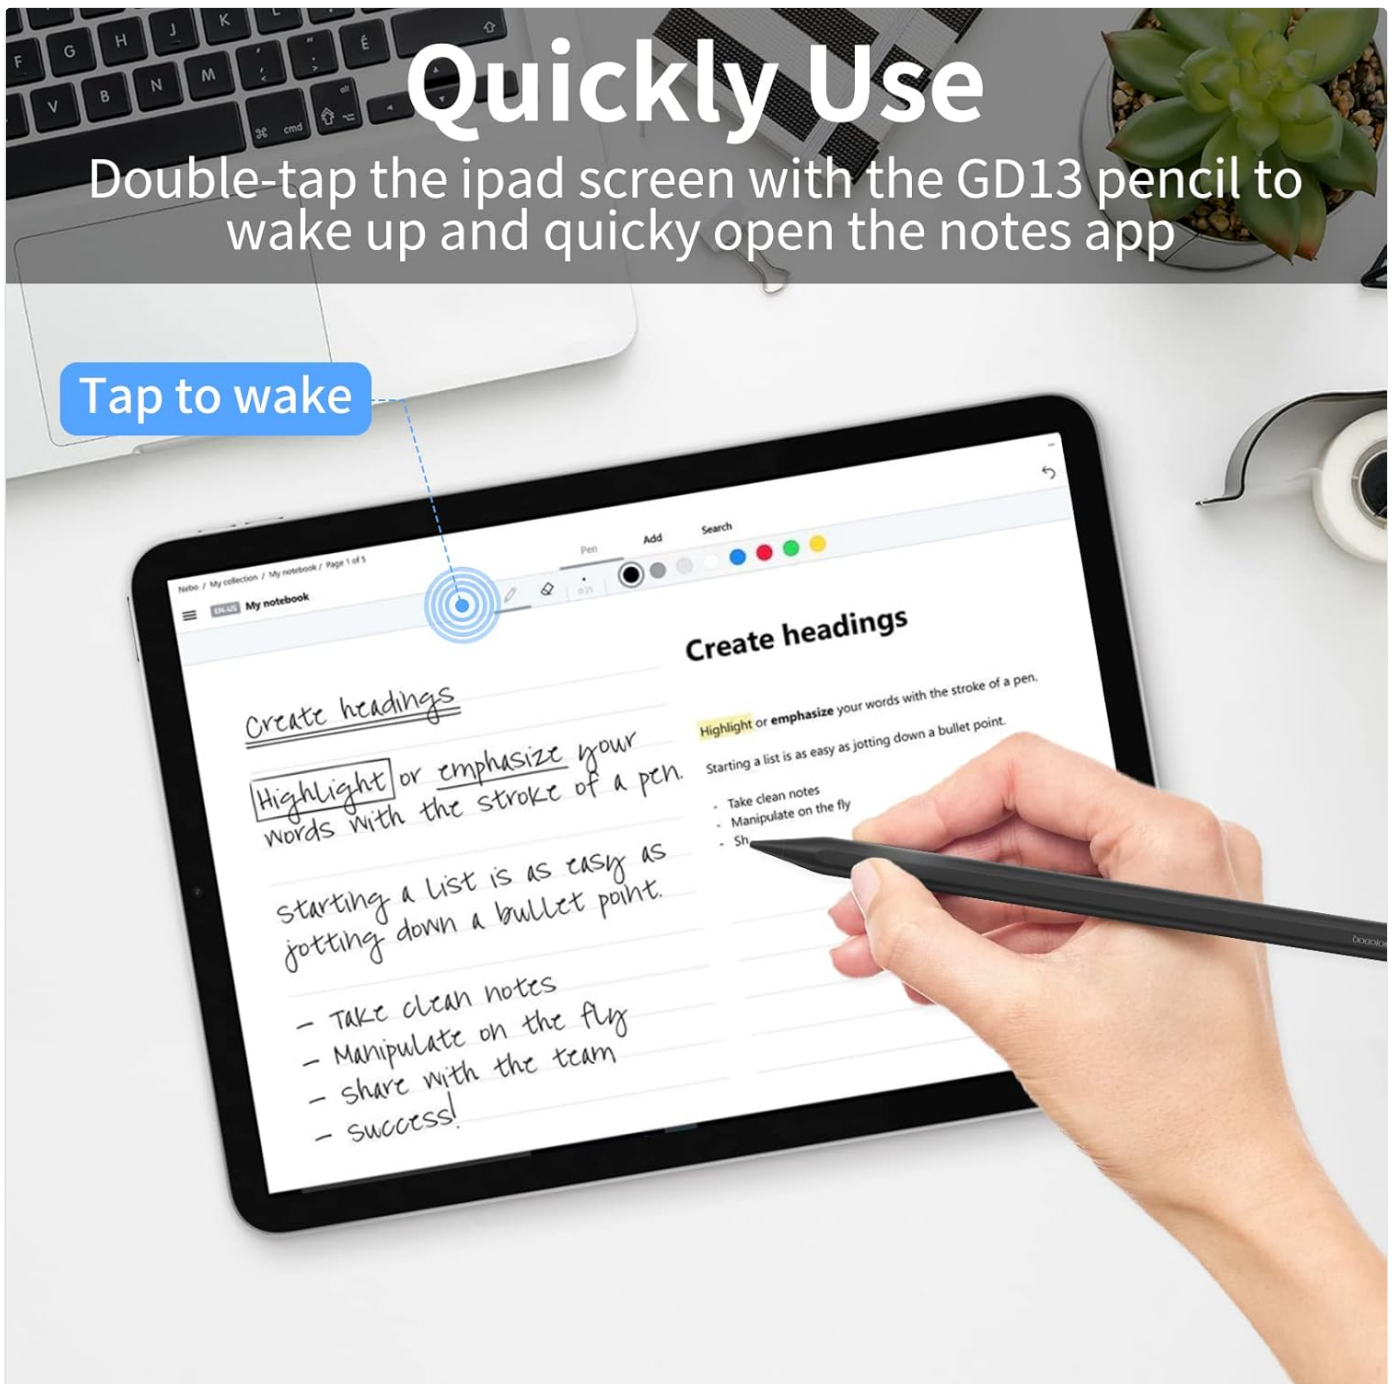 F G H J K
V B N M , ; . : É
alt
⌘ cmd
Quickly Use
Double-tap the ipad screen with the GD13 pencil to
wake up and quicky open the notes app
Tap to wake
Nebo / My collection / My notebook / Page 1 of 5
EN-US My notebook
Pen Add Search
Create headings
Highlight or emphasize your
words with the stroke of a pen.
Starting a list is as easy as
jotting down a bullet point.
- Take clean notes
- Manipulate on the fly
- Share with the team
- Success!
Create headings
Highlight or emphasize your words with the stroke of a pen.
Starting a list is as easy as jotting down a bullet point.
- Take clean notes
- Manipulate on the fly
- Sh